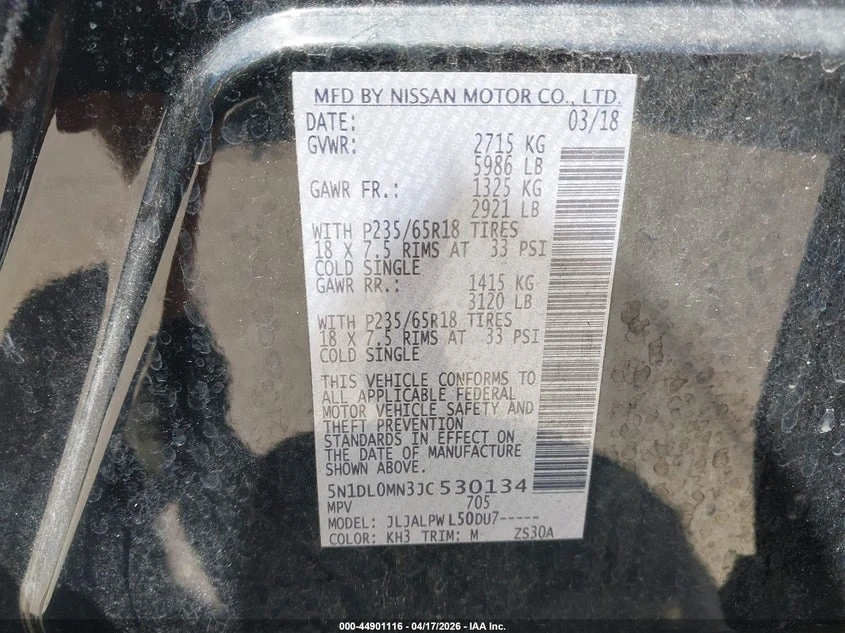 MFD BY NISSAN MOTOR CO., LTD.
DATE: 03/18
GVWR: 2715 KG
5986 LB
GAWR FR.: 1325 KG
2921 LB
WITH P235/65R18 TIRES
18 X 7.5 RIMS AT 33 PSI
COLD SINGLE
GAWR RR.: 1415 KG
3120 LB
WITH P235/65R18 TIRES
18 X 7.5 RIMS AT 33 PSI
COLD SINGLE
THIS VEHICLE CONFORMS TO
ALL APPLICABLE FEDERAL
MOTOR VEHICLE SAFETY AND
THEFT PREVENTION
STANDARDS IN EFFECT ON
THE DATE OF MANUFACTURE
SHOWN ABOVE.
5N1DL0MN3JC530134
MPV 705
MODEL: JLJALPWL50DU7-----
COLOR: KH3 TRIM: M ZS30A
000-44901116 - 04/17/2026 - IAA Inc.